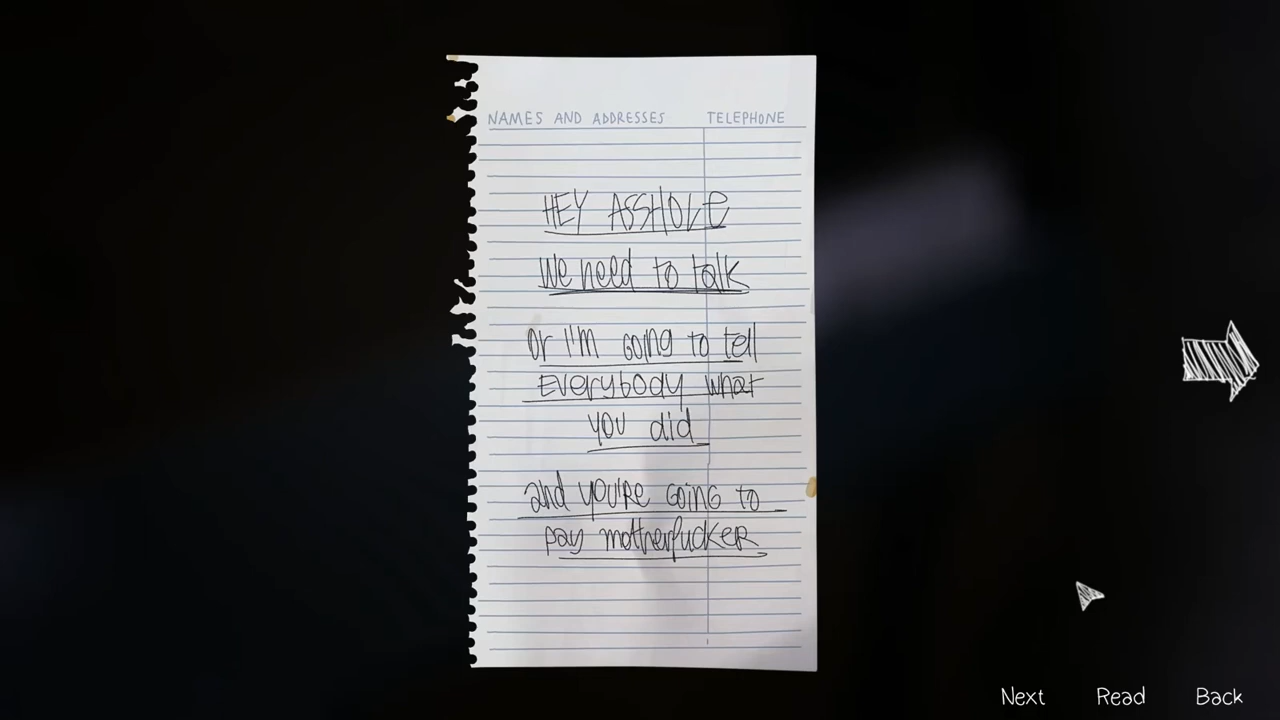 NAMES AND ADDRESSES TELEPHONE
HEY ASSHOLe
We need to talk
Or I'm going to tell
Everybody what
you did
and you're going to
pay motherfuckER
Next Read Back